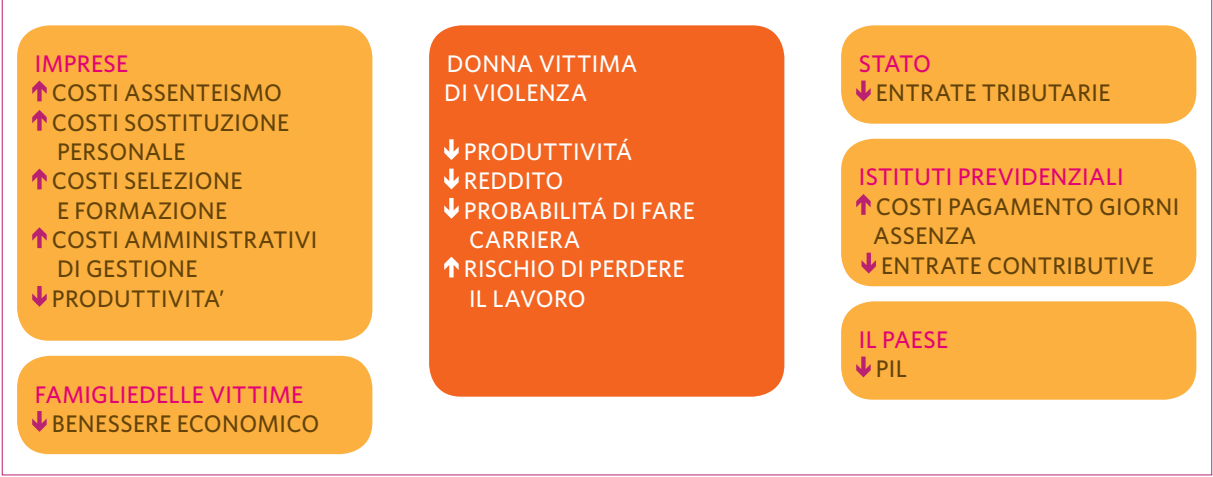 IMPRESE
↑ COSTI ASSENTEISMO
↑ COSTI SOSTITUZIONE
PERSONALE
↑ COSTI SELEZIONE
E FORMAZIONE
↑ COSTI AMMINISTRATIVI
DI GESTIONE
↓ PRODUTTIVITA’
FAMIGLIEDELLE VITTIME
↓ BENESSERE ECONOMICO
DONNA VITTIMA
DI VIOLENZA
↓ PRODUTTIVITÁ
↓ REDDITO
↓ PROBABILITÁ DI FARE
CARRIERA
↑ RISCHIO DI PERDERE
IL LAVORO
STATO
↓ ENTRATE TRIBUTARIE
ISTITUTI PREVIDENZIALI
↑ COSTI PAGAMENTO GIORNI
ASSENZA
↓ ENTRATE CONTRIBUTIVE
IL PAESE
↓ PIL